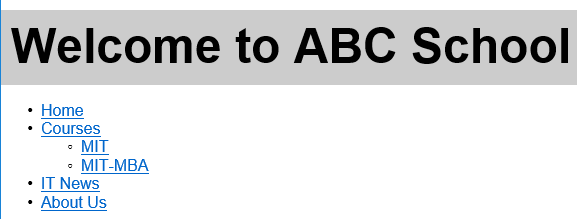 Welcome to ABC School
Home
Courses
MIT
MIT-MBA
IT News
About Us